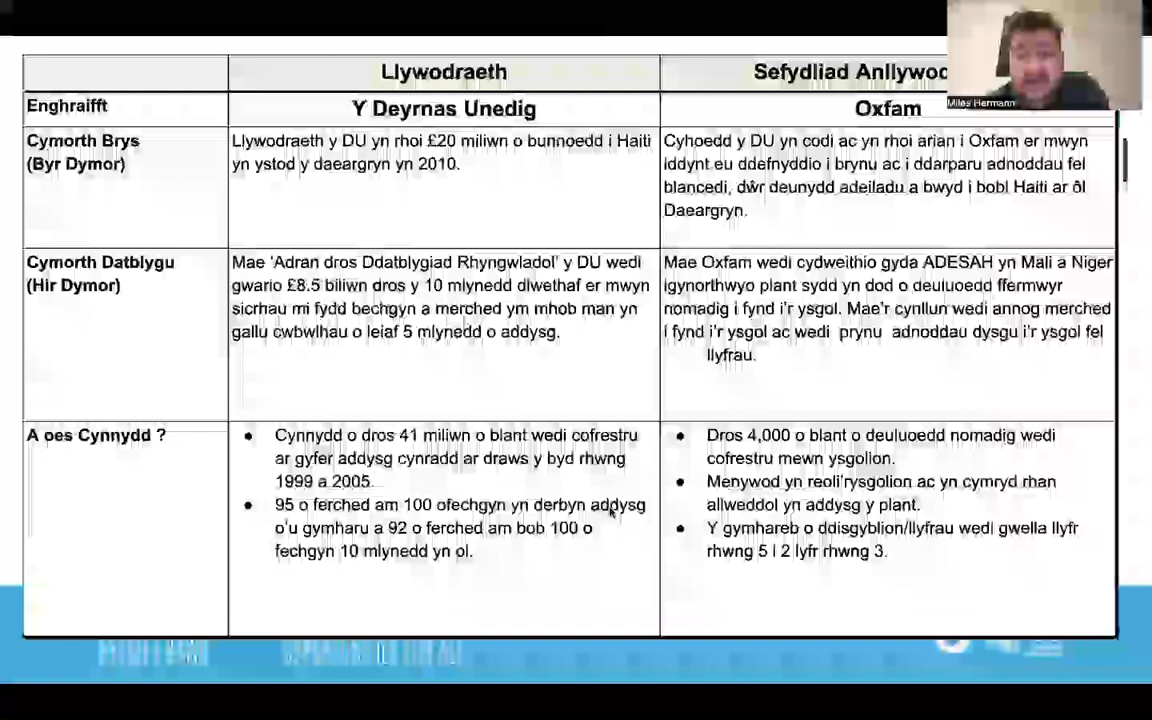 Llywodraeth
Sefydliad Anllywod
Miles Hermann
Enghraifft
Y Deyrnas Unedig
Oxfam
Cymorth Brys
(Byr Dymor)
Llywodraeth y DU yn rhoi £20 miliwn o bunnoedd i Haiti
yn ystod y daeargryn yn 2010.
Cyhoedd y DU yn codi ac yn rhoi arian i Oxfam er mwyn
iddynt eu ddefnyddio i brynu ac i ddarparu adnoddau fel
blancedi, dŵr deunydd adeiladu a bwyd i bobl Haiti ar ôl
Daeargryn.
Cymorth Datblygu
(Hir Dymor)
Mae 'Adran dros Ddatblygiad Rhyngwladol' y DU wedi
gwario £8.5 biliwn dros y 10 mlynedd diwethaf er mwyn
sicrhau mi fydd bechgyn a merched ym mhob man yn
gallu cwbwlhau o leiaf 5 mlynedd o addysg.
Mae Oxfam wedi cydweithio gyda ADESAH yn Mali a Niger
igynorthwyo plant sydd yn dod o deuluoedd ffermwyr
nomadig i fynd i'r ysgol. Mae'r cynllun wedi annog merched
i fynd i'r ysgol ac wedi prynu adnoddau dysgu i'r ysgol fel
llyfrau.
A oes Cynnydd ?
• Cynnydd o dros 41 miliwn o blant wedi cofrestru
ar gyfer addysg cynradd ar draws y byd rhwng
1999 a 2005.
• 95 o ferched am 100 ofechgyn yn derbyn addysg
o'u gymharu a 92 o ferched am bob 100 o
fechgyn 10 mlynedd yn ol.
• Dros 4,000 o blant o deuluoedd nomadig wedi
cofrestru mewn ysgolion.
• Menywod yn reoli'rysgolion ac yn cymryd rhan
allweddol yn addysg y plant.
• Y gymhareb o ddisgyblion/llyfrau wedi gwella llyfr
rhwng 5 I 2 lyfr rhwng 3.